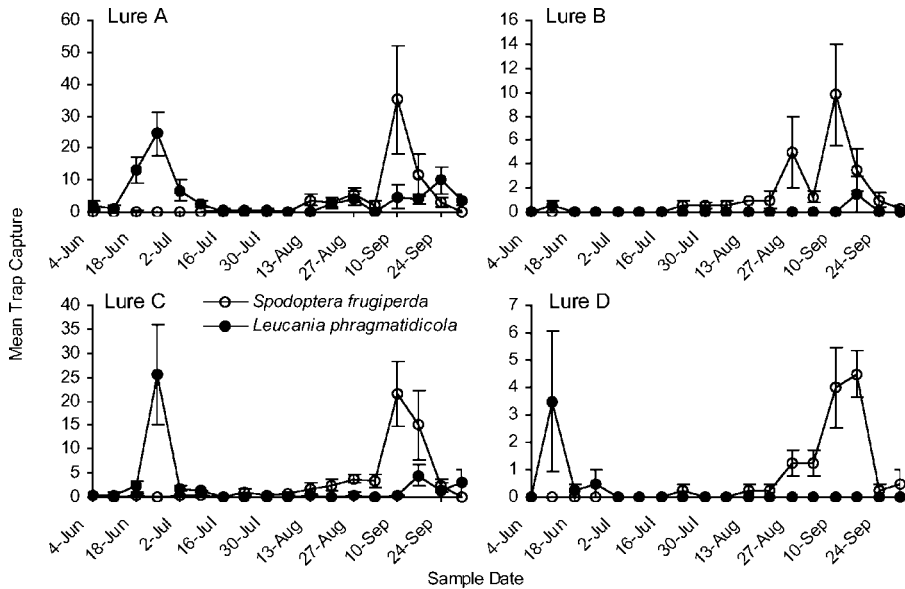 Lure A
60
50
40
30
20
10
0
4-Jun
18-Jun
2-Jul
16-Jul
30-Jul
13-Aug
27-Aug
10-Sep
24-Sep
Lure B
16
14
12
10
8
6
4
2
0
4-Jun
18-Jun
2-Jul
16-Jul
30-Jul
13-Aug
27-Aug
10-Sep
24-Sep
Mean Trap Capture
Lure C
Spodoptera frugiperda
Leucania phragmatidicola
40
35
30
25
20
15
10
5
0
4-Jun
18-Jun
2-Jul
16-Jul
30-Jul
13-Aug
27-Aug
10-Sep
24-Sep
Lure D
7
6
5
4
3
2
1
0
4-Jun
18-Jun
2-Jul
16-Jul
30-Jul
13-Aug
27-Aug
10-Sep
24-Sep
Sample Date